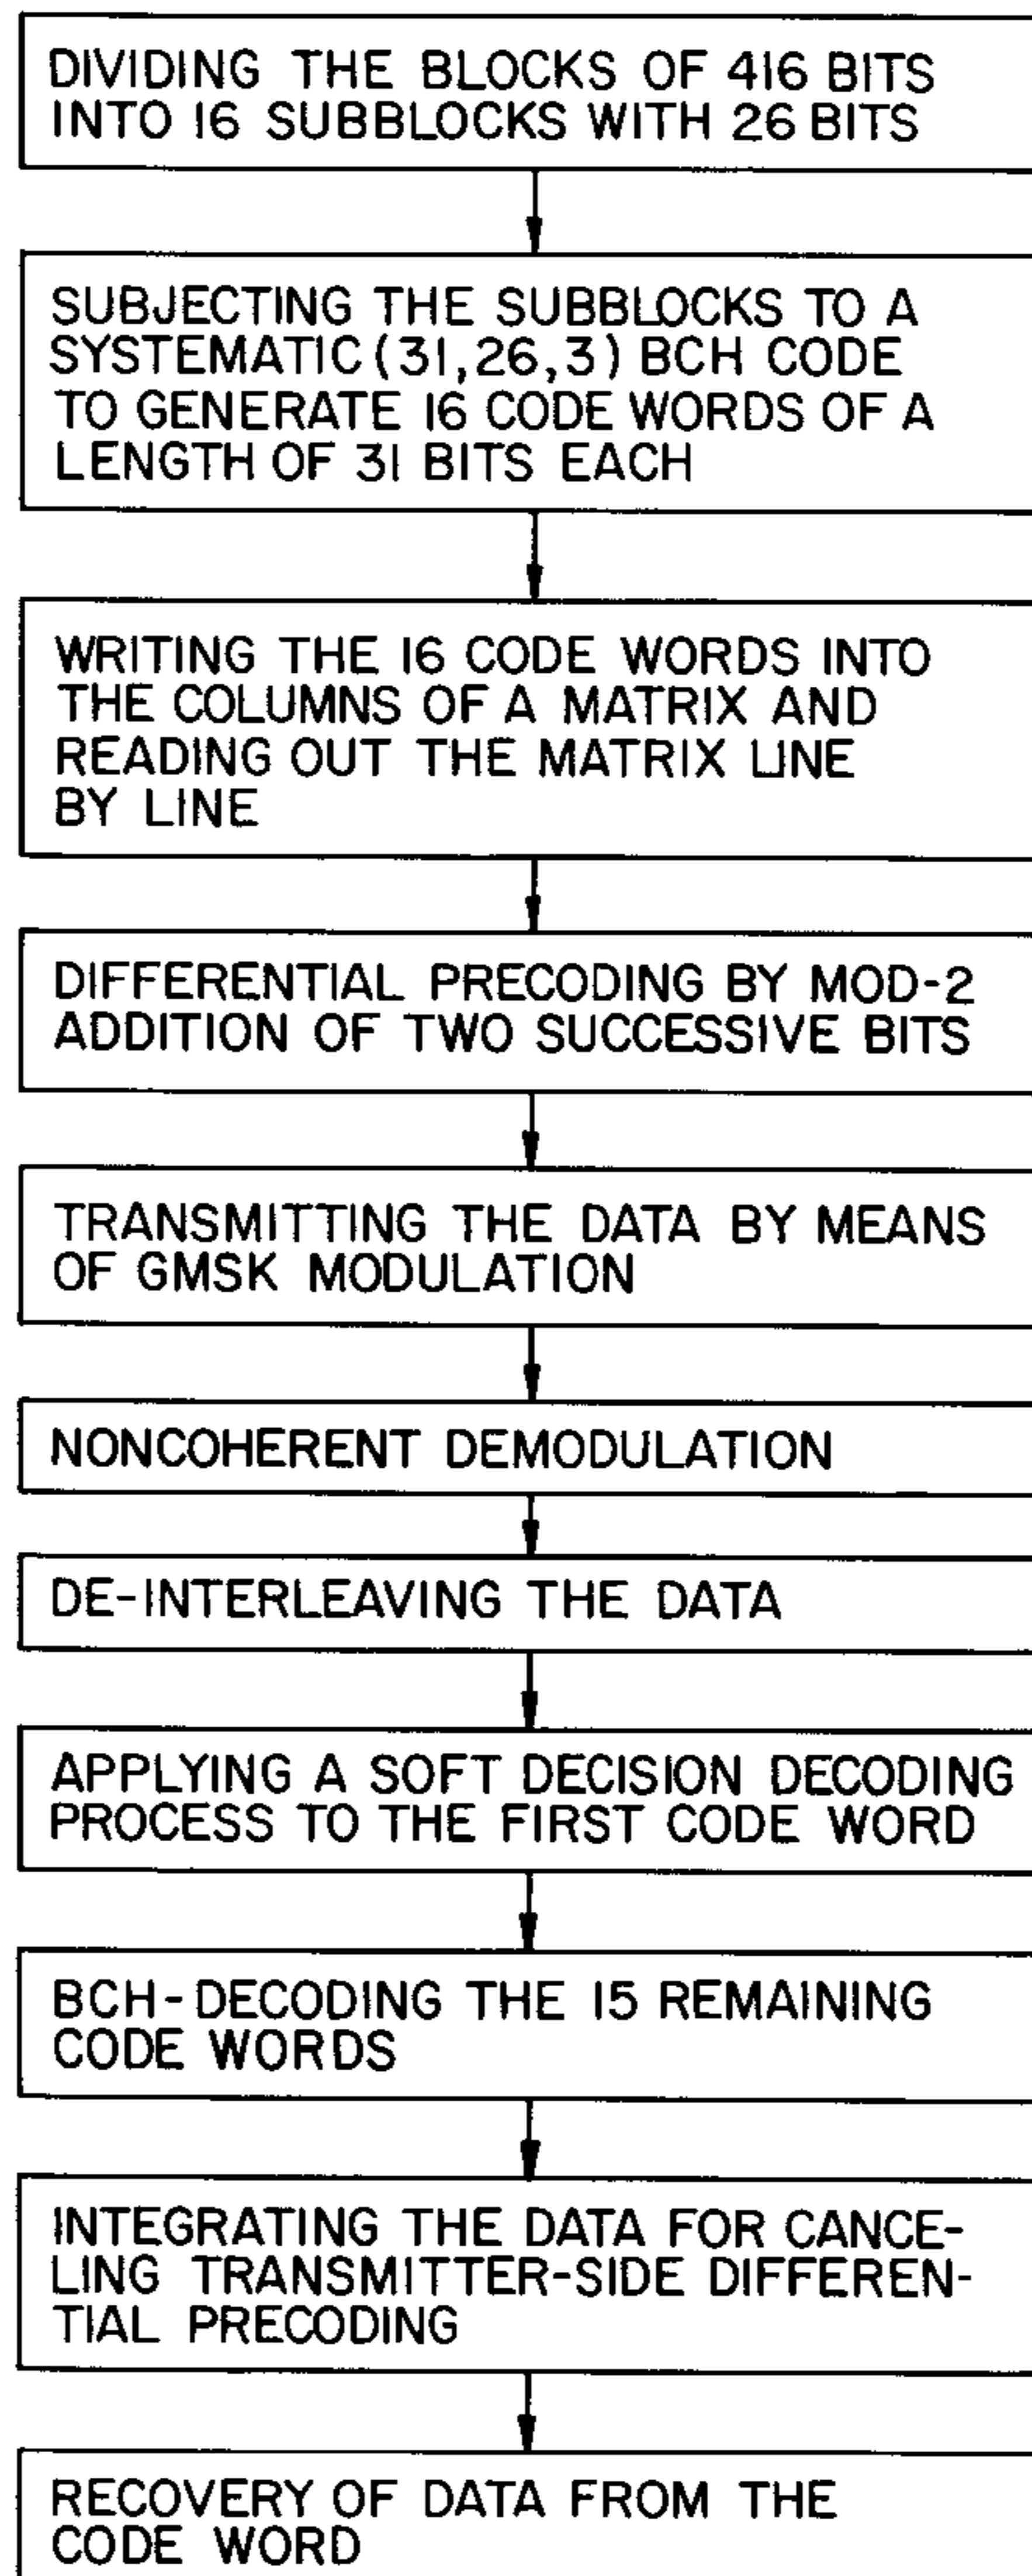 DIVIDING THE BLOCKS OF 416 BITS
INTO 16 SUBBLOCKS WITH 26 BITS
SUBJECTING THE SUBBLOCKS TO A
SYSTEMATIC (31,26,3) BCH CODE
TO GENERATE 16 CODE WORDS OF A
LENGTH OF 31 BITS EACH
WRITING THE 16 CODE WORDS INTO
THE COLUMNS OF A MATRIX AND
READING OUT THE MATRIX LINE
BY LINE
DIFFERENTIAL PRECODING BY MOD-2
ADDITION OF TWO SUCCESSIVE BITS
TRANSMITTING THE DATA BY MEANS
OF GMSK MODULATION
NONCOHERENT DEMODULATION
DE-INTERLEAVING THE DATA
APPLYING A SOFT DECISION DECODING
PROCESS TO THE FIRST CODE WORD
BCH-DECODING THE 15 REMAINING
CODE WORDS
INTEGRATING THE DATA FOR CANCE-
LING TRANSMITTER-SIDE DIFFEREN-
TIAL PRECODING
RECOVERY OF DATA FROM THE
CODE WORD